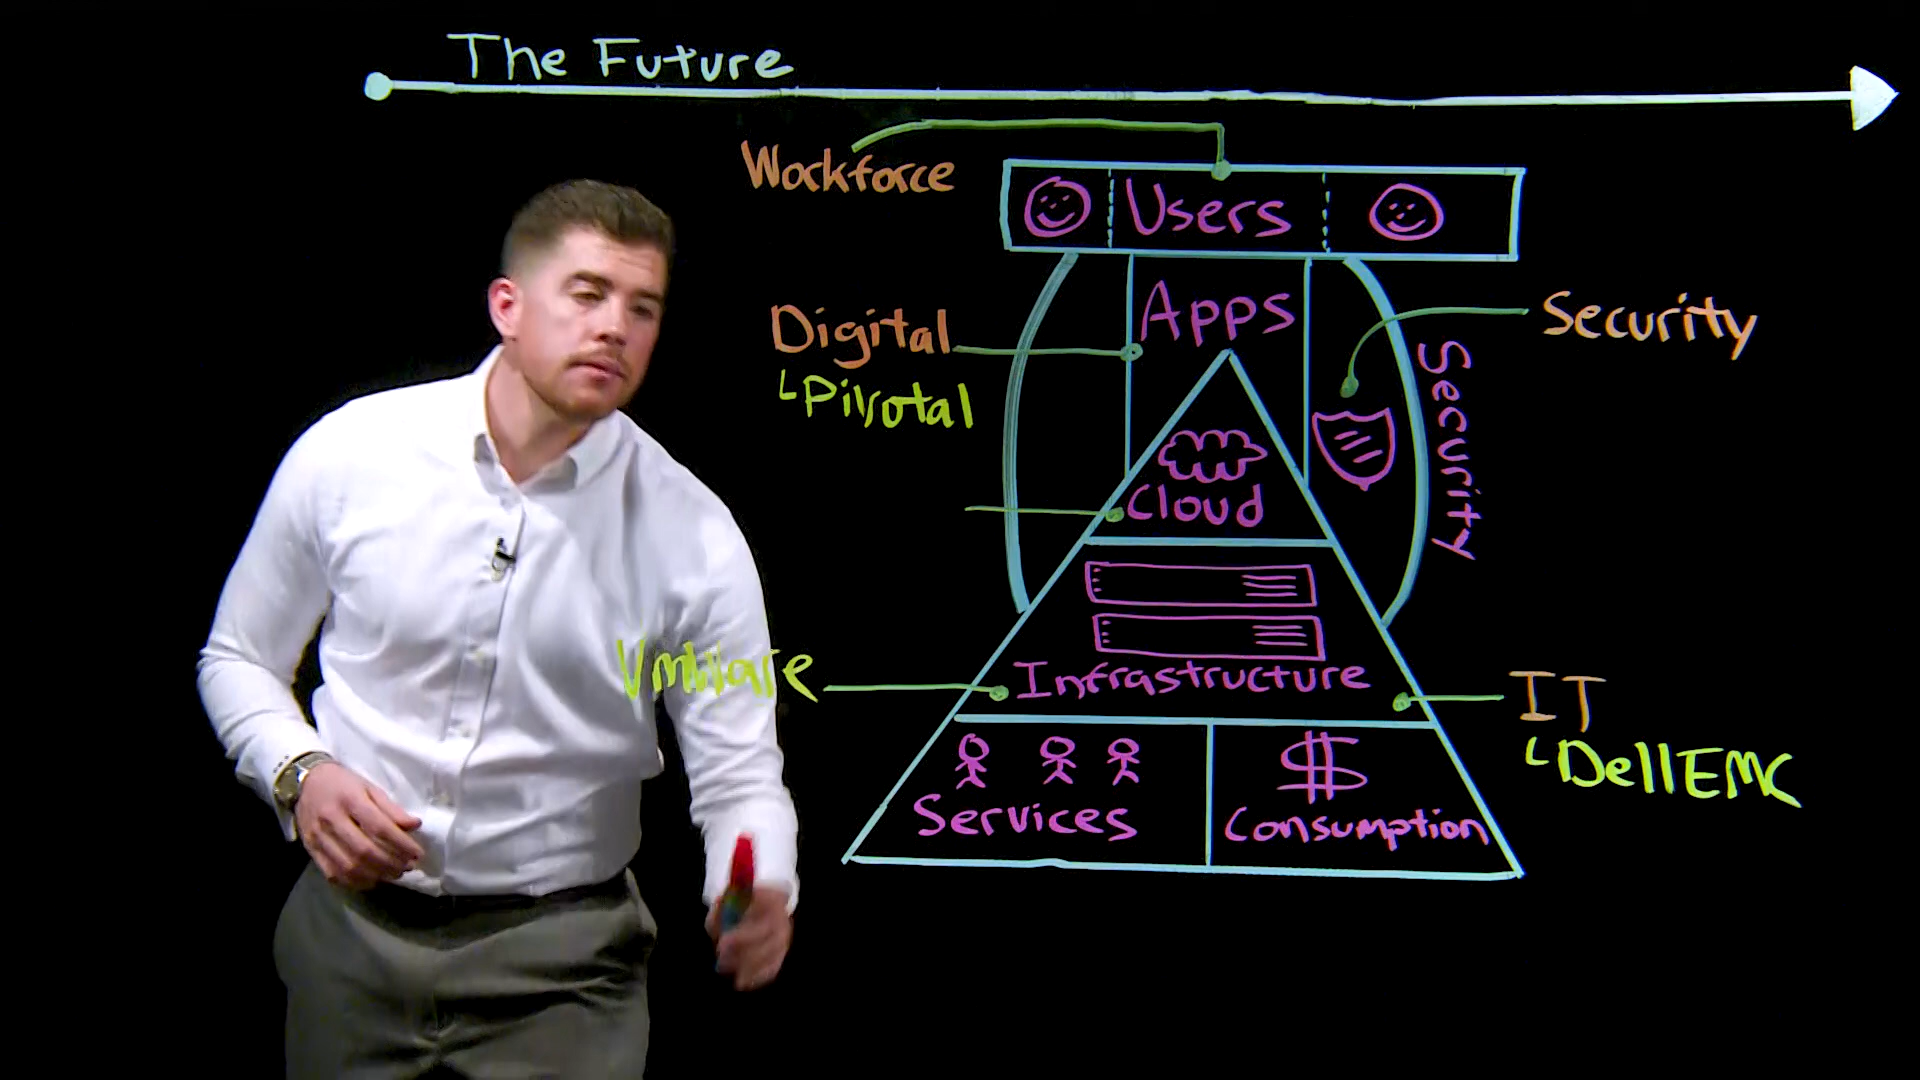 The Future
Workforce
Users
Apps
Digital
Pivotal
Security
Security
Cloud
VmWare
Infrastructure
IT
DellEMC
Services
$
Consumption